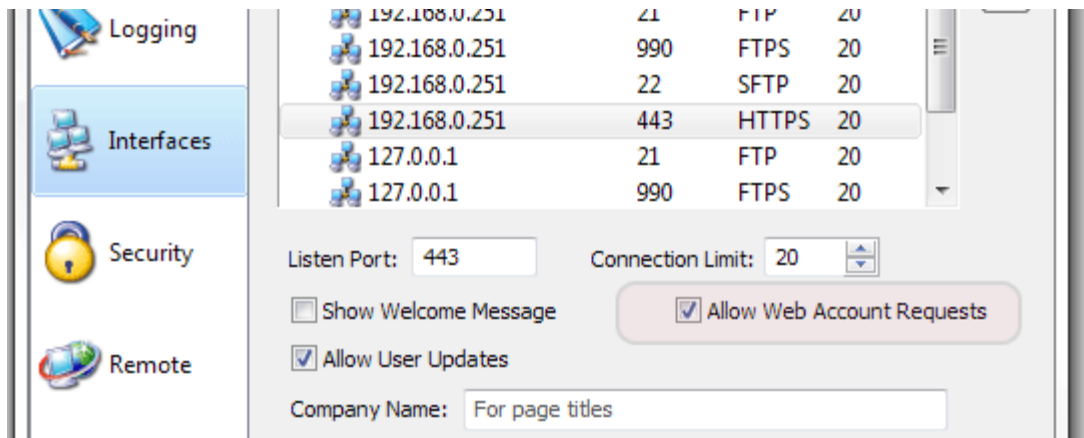 Logging
Interfaces
Security
Remote
192.168.0.251 21 FTP 20
192.168.0.251 990 FTPS 20
192.168.0.251 22 SFTP 20
192.168.0.251 443 HTTPS 20
127.0.0.1 21 FTP 20
127.0.0.1 990 FTPS 20
Listen Port: 443 Connection Limit: 20
Show Welcome Message Allow Web Account Requests
Allow User Updates
Company Name: For page titles